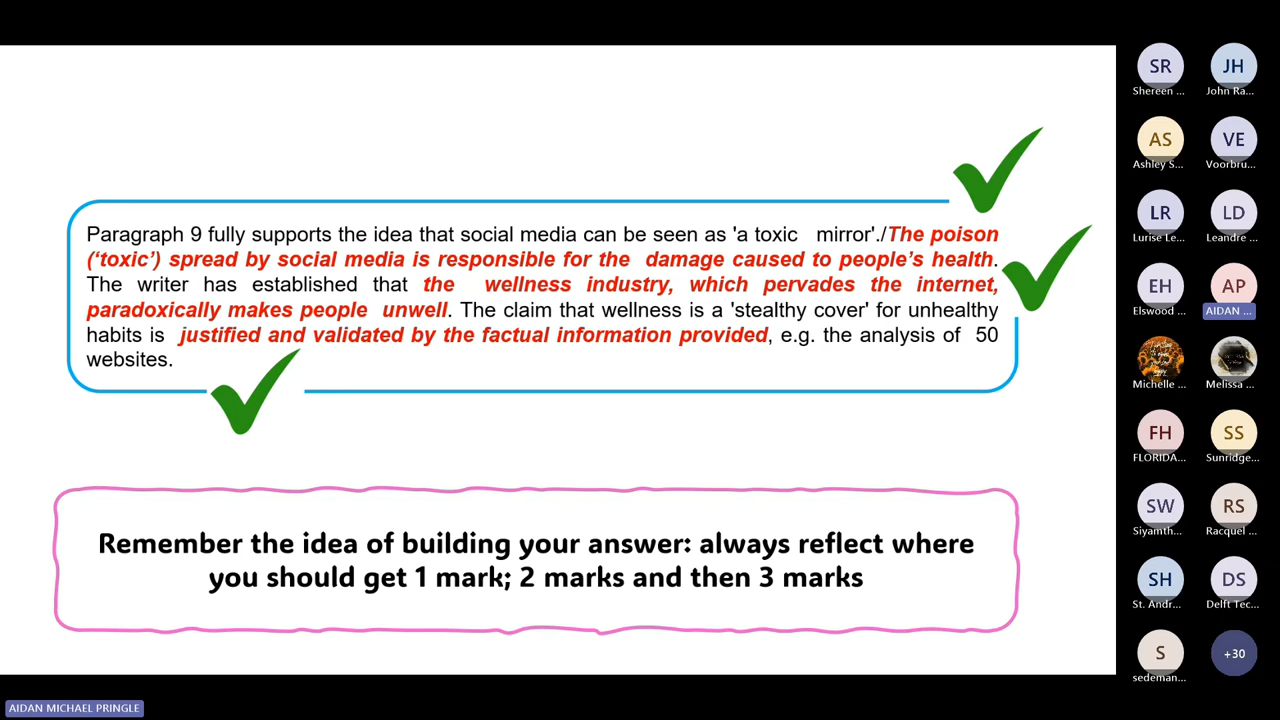 Paragraph 9 fully supports the idea that social media can be seen as 'a toxic mirror'./The poison
(‘toxic’) spread by social media is responsible for the damage caused to people’s health.
The writer has established that the wellness industry, which pervades the internet,
paradoxically makes people unwell. The claim that wellness is a 'stealthy cover' for unhealthy
habits is justified and validated by the factual information provided, e.g. the analysis of 50
websites.
Remember the idea of building your answer: always reflect where
you should get 1 mark; 2 marks and then 3 marks
SR
JH
Shereen ...
John Ra...
AS
VE
Ashley S...
Voorbru...
LR
LD
Lurise Le...
Leandre ...
EH
AP
Elswood ...
AIDAN ...
Michelle ...
Melissa ...
FH
SS
FLORIDA...
Sunridge...
SW
RS
Siyamth...
Racquel ...
SH
DS
St. Andr...
Delft Tec...
S
+30
sedeman...
AIDAN MICHAEL PRINGLE